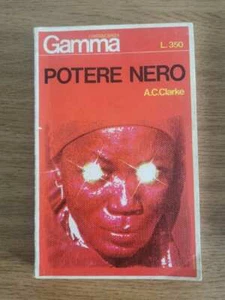 Gamma
L. 350
POTERE NERO
A.C.Clarke